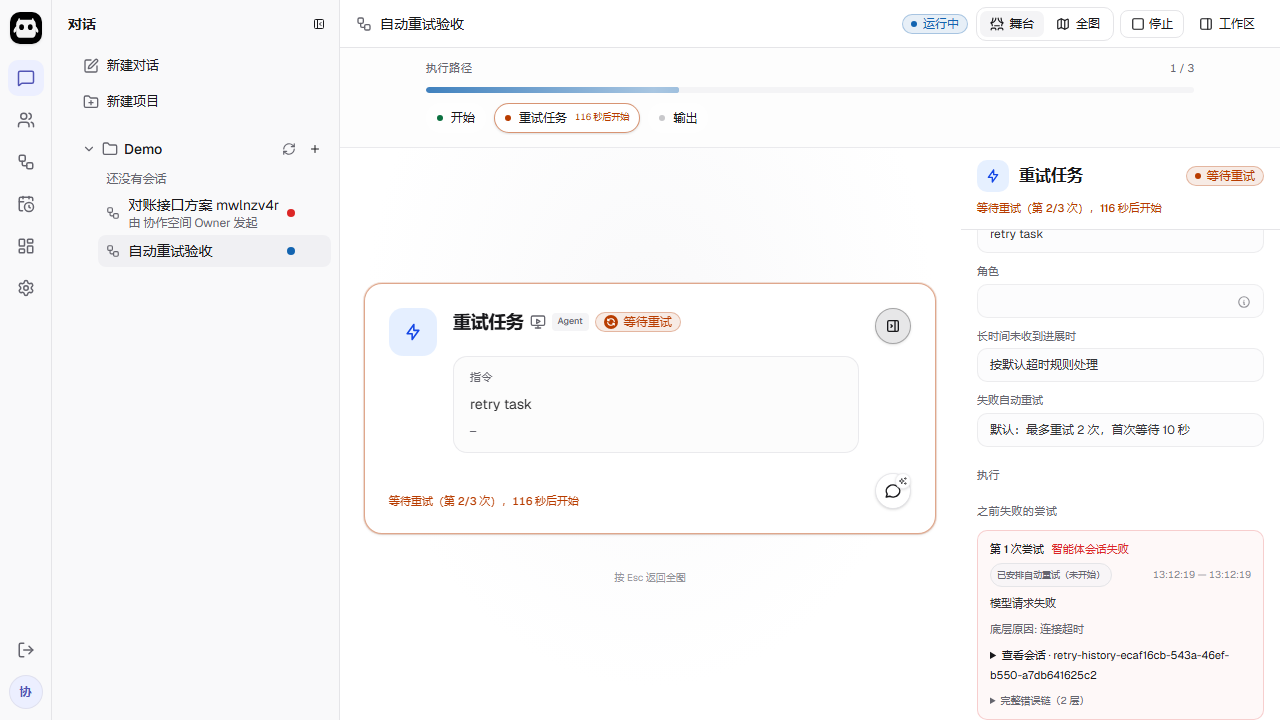 对话
新建对话
新建项目
Demo
还没有会话
对账接口方案 mwlnzv4r
由 协作空间 Owner 发起
自动重试验收
协
自动重试验收
运行中
舞台
全图
停止
工作区
执行路径
1 / 3
开始
重试任务 116 秒后开始
输出
重试任务
Agent
等待重试
指令
retry task
–
等待重试（第 2/3 次），116 秒后开始
按 Esc 返回全图
重试任务
等待重试
等待重试（第 2/3 次），116 秒后开始
retry task
角色
长时间未收到进展时
按默认超时规则处理
失败自动重试
默认：最多重试 2 次，首次等待 10 秒
执行
之前失败的尝试
第 1 次尝试 智能体会话失败
已安排自动重试（未开始）
13:12:19 — 13:12:19
模型请求失败
底层原因: 连接超时
▶ 查看会话 · retry-history-ecaf16cb-543a-46ef-
b550-a7db641625c2
▶ 完整错误链（2 层）